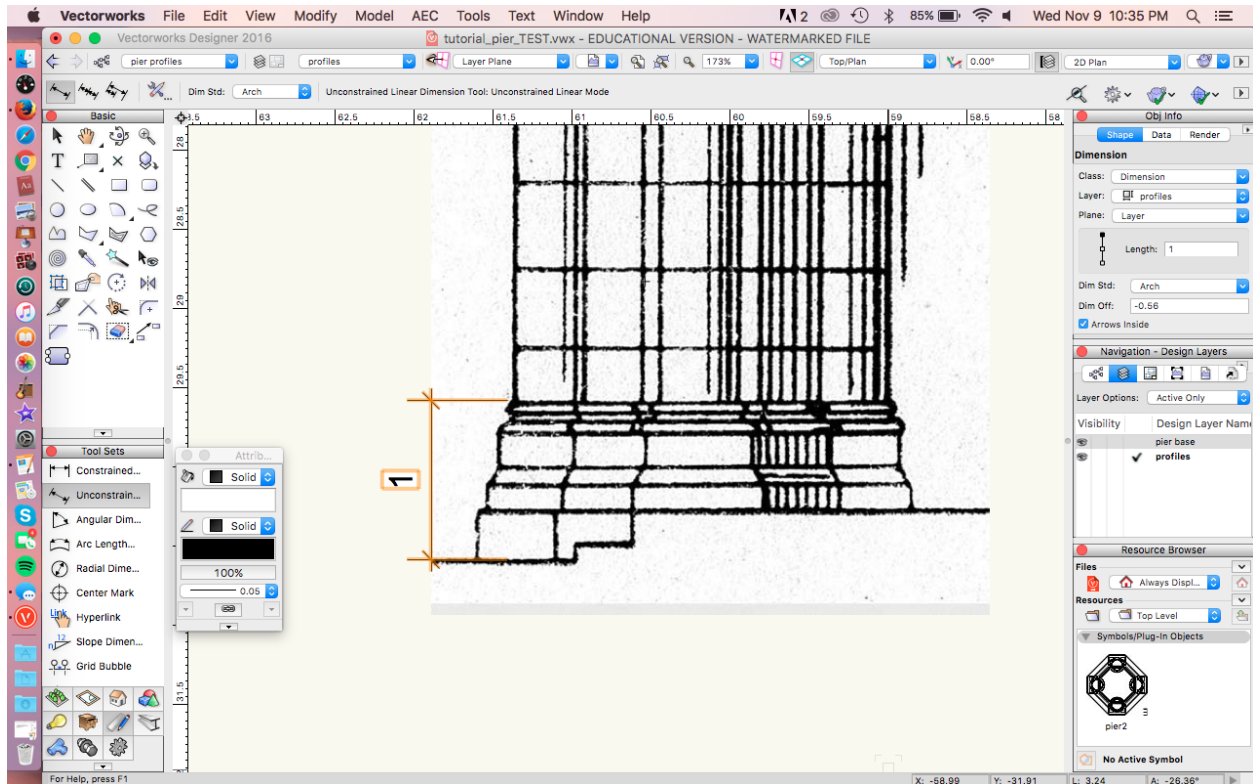 Vectorworks File Edit View Modify Model AEC Tools Text Window Help 2 85% Wed Nov 9 10:35 PM
Vectorworks Designer 2016 tutorial_pier_TEST.vwx - EDUCATIONAL VERSION - WATERMARKED FILE
pier profiles profiles Layer Plane 173% Top/Plan 0.00° 2D Plan
Dim Std: Arch Unconstrained Linear Dimension Tool: Unconstrained Linear Mode
Basic
T
Tool Sets
Constrained...
Unconstrain...
Angular Dim...
Arc Length...
Radial Dime...
Center Mark
Link Hyperlink
12 n Slope Dimen...
Grid Bubble
For Help, press F1
3.5 63 62.5 62 61.5 61 60.5 60 59.5 59 58.5 58
28
28.5
29
29.5
31.5
1
Attrib...
Solid
Solid
100%
0.05
Obj Info
Shape Data Render
Dimension
Class: Dimension
Layer: profiles
Plane: Layer
Length: 1
Dim Std: Arch
Dim Off: -0.56
Arrows Inside
Navigation - Design Layers
Layer Options: Active Only
Visibility Design Layer Nam
pier base
profiles
Resource Browser
Files
Always Displ...
Resources
Top Level
Symbols/Plug-In Objects
pier2
No Active Symbol
X: -58.99 Y: -31.91 L: 3.24 A: -26.36°